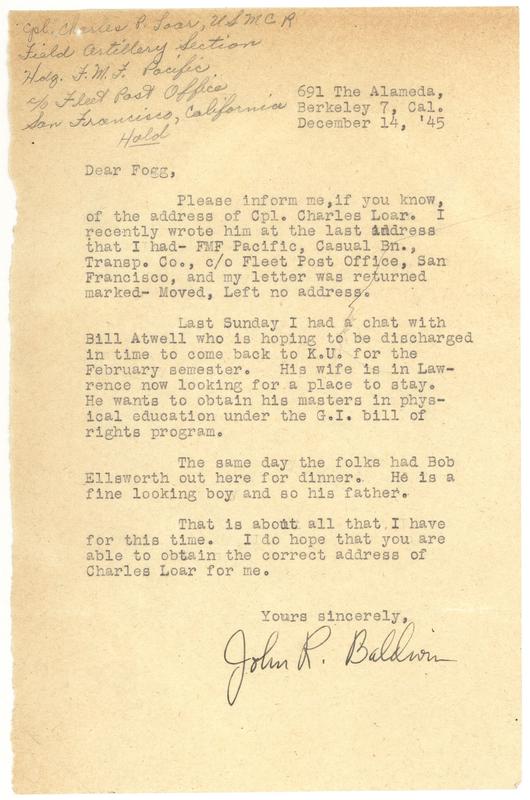 Cpl. Charles P. Loar, USMCR
Field Artillery Section
Hdq. F.M.F. Pacific
c/o Fleet Post Office
San Francisco, California
Hold
691 The Alameda,
Berkeley 7, Cal.
December 14, '45
Dear Fogg,
Please inform me,if you know,
of the address of Cpl. Charles Loar. I
recently wrote him at the last address
that I had- FMF Pacific, Casual Bn.,
Transp. Co., c/o Fleet Post Office, San
Francisco, and my letter was returned
marked- Moved, Left no address.
Last Sunday I had a chat with
Bill Atwell who is hoping to be discharged
in time to come back to K.U. for the
February semester. His wife is in Law-
rence now looking for a place to stay.
He wants to obtain his masters in phys-
ical education under the G.I. bill of
rights program.
The same day the folks had Bob
Ellsworth out here for dinner. He is a
fine looking boy and so his father.
That is about all that I have
for this time. I do hope that you are
able to obtain the correct address of
Charles Loar for me.
Yours sincerely,
John R. Baldwin